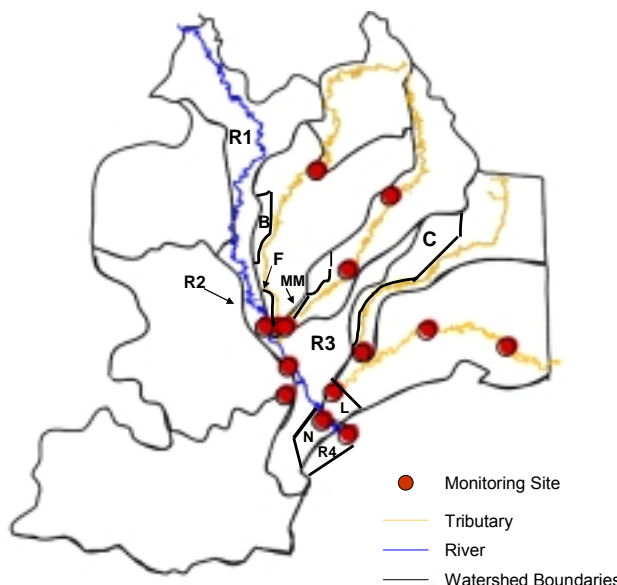 R1
B
C
F
I
R2
MM
R3
L
N
R4
Monitoring Site
Tributary
River
Watershed Boundaries